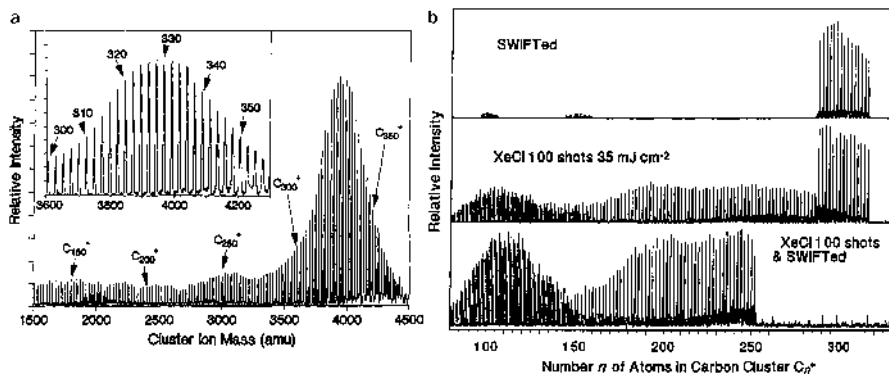 a
Relative Intensity
300
310
320
330
340
350
3600 3800 4000 4200
C150+
C200+
C250+
C300+
C350+
1500 2000 2500 3000 3500 4000 4500
Cluster Ion Mass (amu)
b
Relative Intensity
SWIFTed
XeCl 100 shots 35 mJ cm-2
XeCl 100 shots
& SWIFTed
100 150 200 250 300
Number n of Atoms in Carbon Cluster Cn+